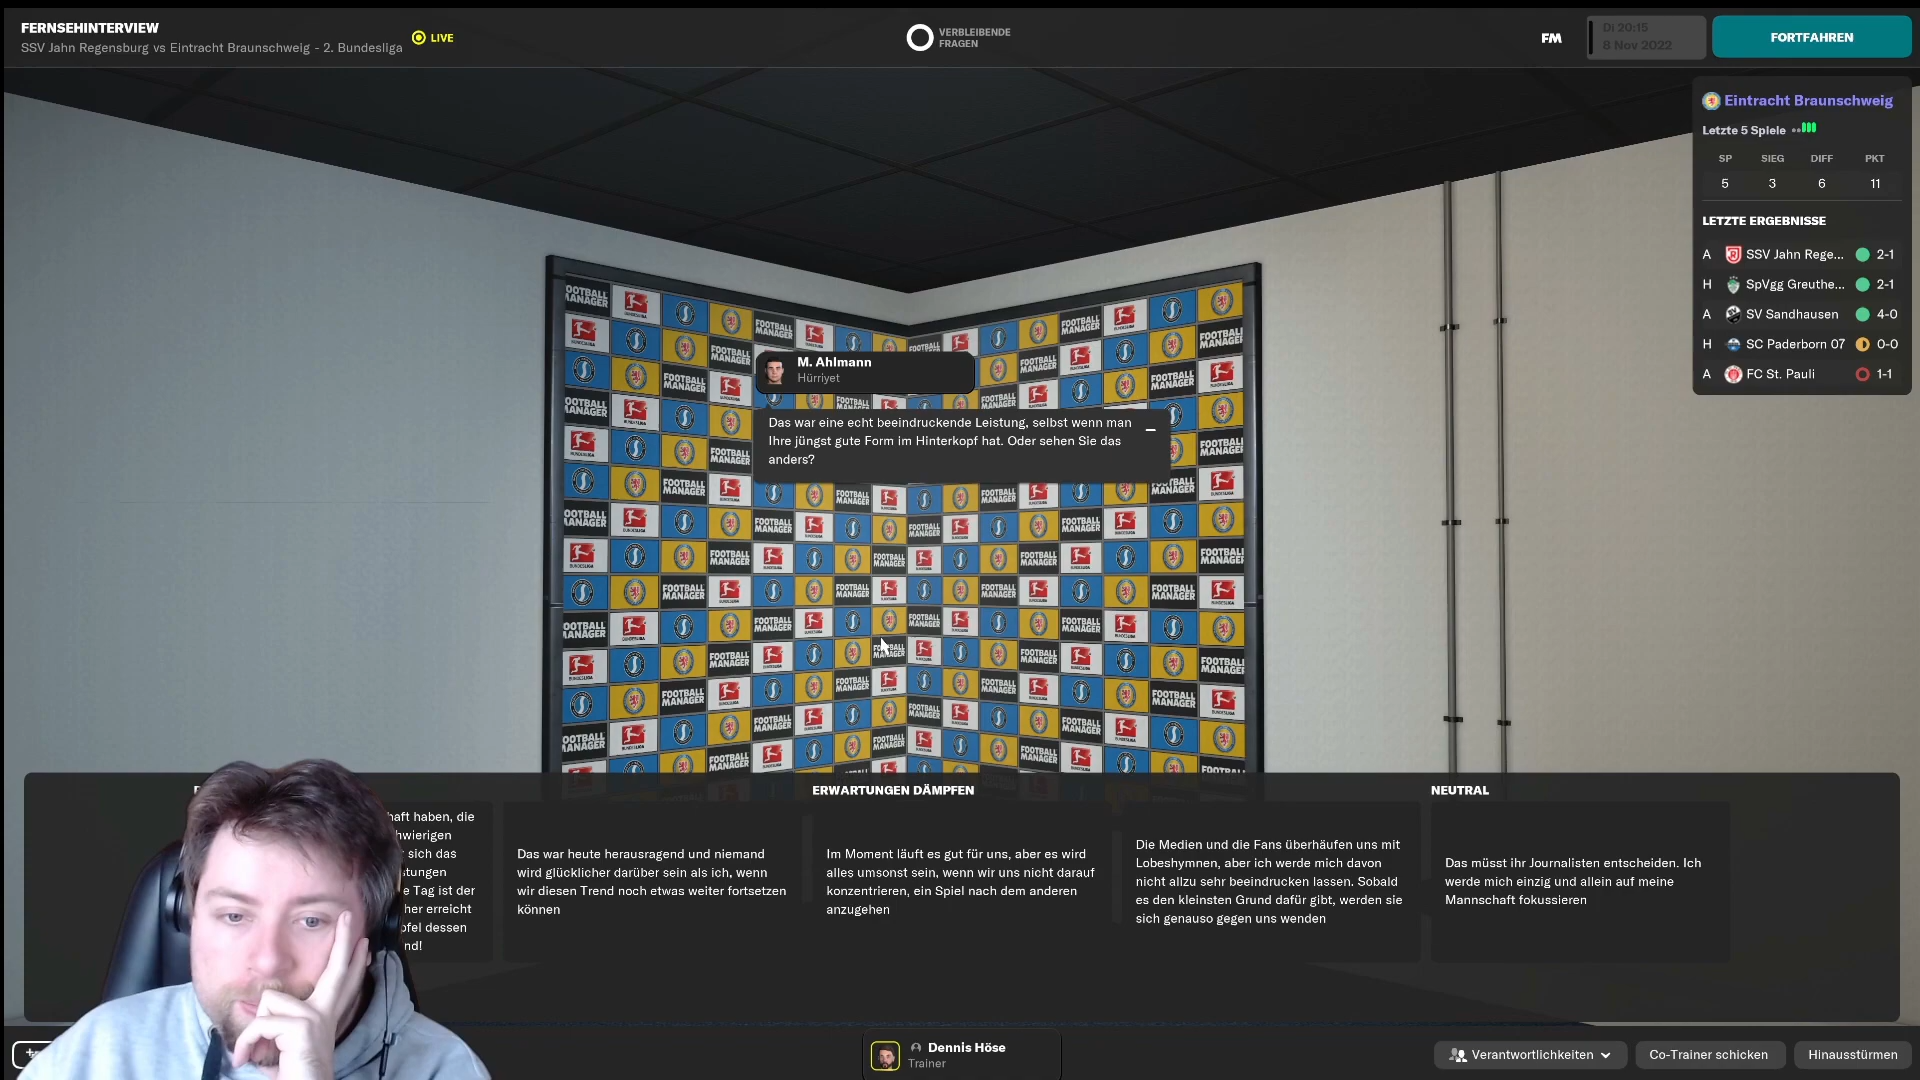 FERNSEHINTERVIEW
SSV Jahn Regensburg vs Eintracht Braunschweig - 2. Bundesliga
LIVE
VERBLEIBENDE
FRAGEN
FM
Di 20:15
8 Nov 2022
FORTFAHREN
Eintracht Braunschweig
Letzte 5 Spiele
SP SIEG DIFF PKT
5 3 6 11
LETZTE ERGEBNISSE
A SSV Jahn Rege... 2-1
H SpVgg Greuthe... 2-1
A SV Sandhausen 4-0
H SC Paderborn 07 0-0
A FC St. Pauli 1-1
M. Ahlmann
Hürriyet
Das war eine echt beeindruckende Leistung, selbst wenn man
Ihre jüngst gute Form im Hinterkopf hat. Oder sehen Sie das
anders?
FOOTBALL
MANAGER
BUNDESLIGA
haft haben, die
hwierigen
sich das
stungen
e Tag ist der
her erreicht
pfel dessen
nd!
Das war heute herausragend und niemand
wird glücklicher darüber sein als ich, wenn
wir diesen Trend noch etwas weiter fortsetzen
können
ERWARTUNGEN DÄMPFEN
Im Moment läuft es gut für uns, aber es wird
alles umsonst sein, wenn wir uns nicht darauf
konzentrieren, ein Spiel nach dem anderen
anzugehen
Die Medien und die Fans überhäufen uns mit
Lobeshymnen, aber ich werde mich davon
nicht allzu sehr beeindrucken lassen. Sobald
es den kleinsten Grund dafür gibt, werden sie
sich genauso gegen uns wenden
NEUTRAL
Das müsst ihr Journalisten entscheiden. Ich
werde mich einzig und allein auf meine
Mannschaft fokussieren
Dennis Höse
Trainer
Verantwortlichkeiten
Co-Trainer schicken
Hinausstürmen